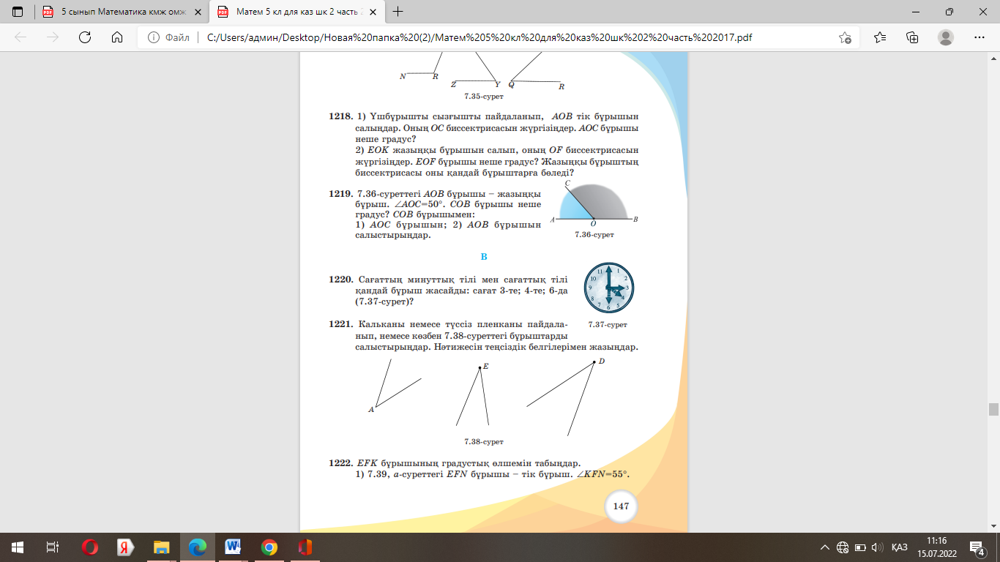 5 сынып Математика кмж омж
Матем 5 кл для каз шк 2 часть 2
Файл
C:/Users/админ/Desktop/Новая%20папка%20(2)/Матем%205%20кл%20для%20каз%20шк%202%20часть%202017.pdf
N R Z Y Q R
7.35-сурет
1218. 1) Үшбұрышты сызғышты пайдаланып, AOB тік бұрышын
салыңдар. Оның OC биссектрисасын жүргізіңдер. AOC бұрышы
неше градус?
2) EOK жазыңқы бұрышын салып, оның OF биссектрисасын
жүргізіңдер. EOF бұрышы неше градус? Жазыңқы бұрыштың
биссектрисасы оны қандай бұрыштарға бөледі?
1219. 7.36-суреттегі AOB бұрышы – жазыңқы
бұрыш. ∠AOC=50°. COB бұрышы неше
градус? COB бұрышымен:
1) AOC бұрышын; 2) AOB бұрышын
салыстырыңдар.
C
A O B
7.36-сурет
B
1220. Сағаттың минуттық тілі мен сағаттық тілі
қандай бұрыш жасайды: сағат 3-те; 4-те; 6-да
(7.37-сурет)?
11 1
10 2
9 3
8 4
7 6 5
7.37-сурет
1221. Кальканы немесе түссіз пленканы пайдала-
нып, немесе көзбен 7.38-суреттегі бұрыштарды
салыстырыңдар. Нәтижесін теңсіздік белгілерімен жазыңдар.
A E D
7.38-сурет
1222. EFK бұрышының градустық өлшемін табыңдар.
1) 7.39, а-суреттегі EFN бұрышы – тік бұрыш. ∠KFN=55°.
147
ҚАЗ
11:16
15.07.2022
4